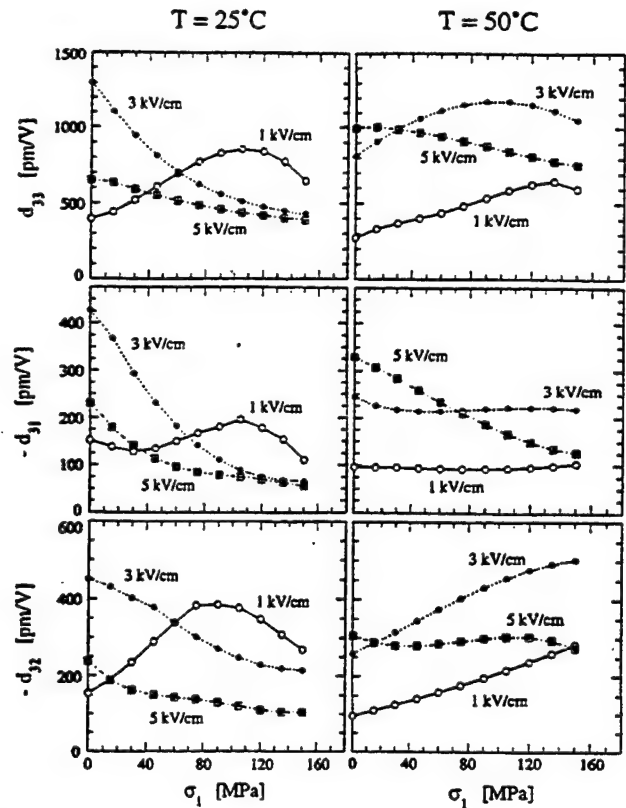 T = 25°C T = 50°C
1500
1000
500
0
d33 [pm/V]
3 kV/cm
1 kV/cm
5 kV/cm
3 kV/cm
5 kV/cm
1 kV/cm
400
300
200
100
0
- d31 [pm/V]
3 kV/cm
1 kV/cm
5 kV/cm
5 kV/cm
3 kV/cm
1 kV/cm
600
400
200
0
- d32 [pm/V]
3 kV/cm
1 kV/cm
5 kV/cm
3 kV/cm
5 kV/cm
1 kV/cm
0 40 80 120 160 0 40 80 120 160
σ1 [MPa] σ1 [MPa]